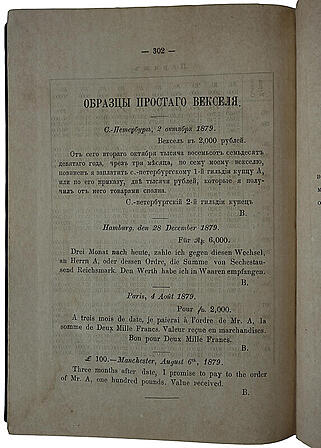 — 302 —
ОБРАЗЦЫ ПРОСТАГО ВЕКСЕЛЯ.
С.-Петербургъ, 2 октября 1879.
Вексель въ 2,000 рублей.
Отъ сего втораго октября тысяча восемьсотъ семьдесятъ
девятаго года, чрезъ три мѣсяца, по сему моему векселю,
повиненъ я заплатить с.-петербургскому 1-й гильдіи купцу А,
или по его приказу, двѣ тысячи рублей, которые я полу-
чилъ отъ него товарами сполна.
С.-петербургскій 2-й гильдіи купецъ
В.
Hamburg, den 28 December 1879.
Für 6,000.
Drei Monat nach heute, zahle ich gegen diesen Wechsel,
an Herrn A, oder dessen Ordre, die Summe von Sechstau-
send Reichsmark. Den Werth habe ich in Waaren empfangen.
B.
Paris, 4 Août 1879.
Pour 2,000.
A trois mois de date, je paierai à l'ordre de Mr. A, la
somme de Deux Mille Francs. Valeur reçue en marchandises.
Bon pour Deux Mille Francs.
B.
£ 100.—Manchester, August 6th, 1879.
Three months after date, I promise to pay to the order
of Mr. A, one hundred pounds. Value received.
B.